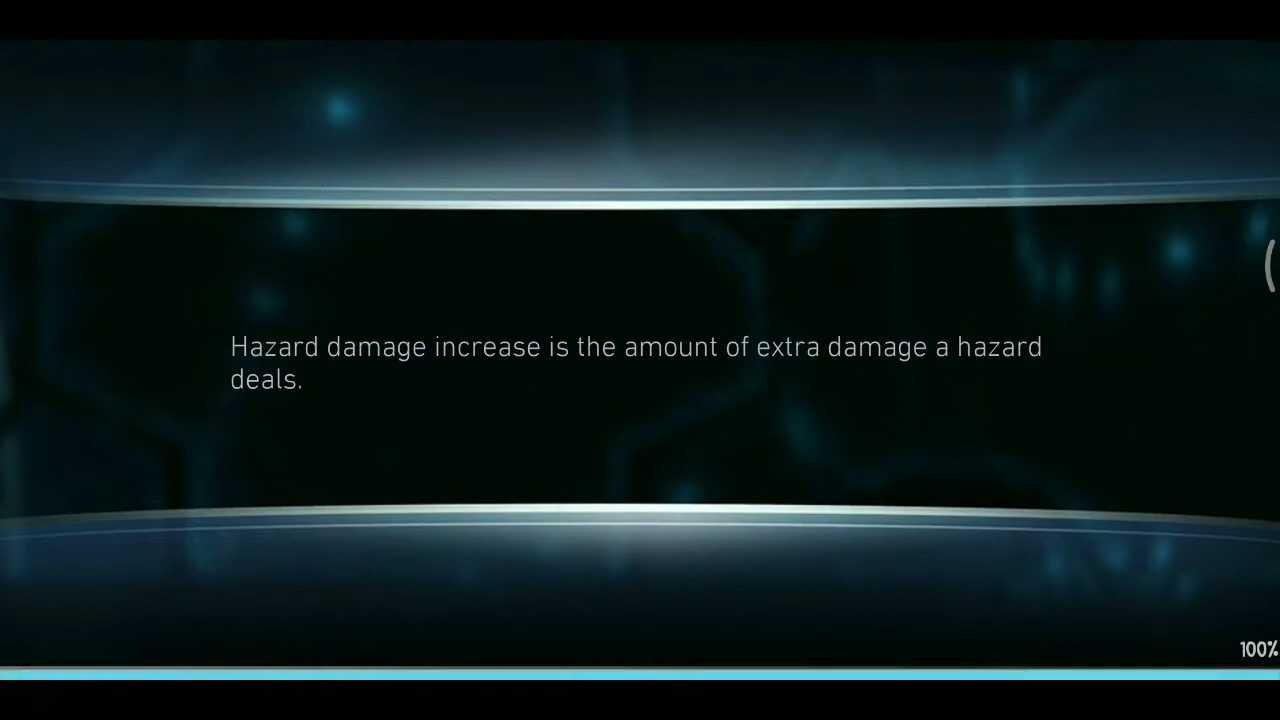 Hazard damage increase is the amount of extra damage a hazard
deals.
100%